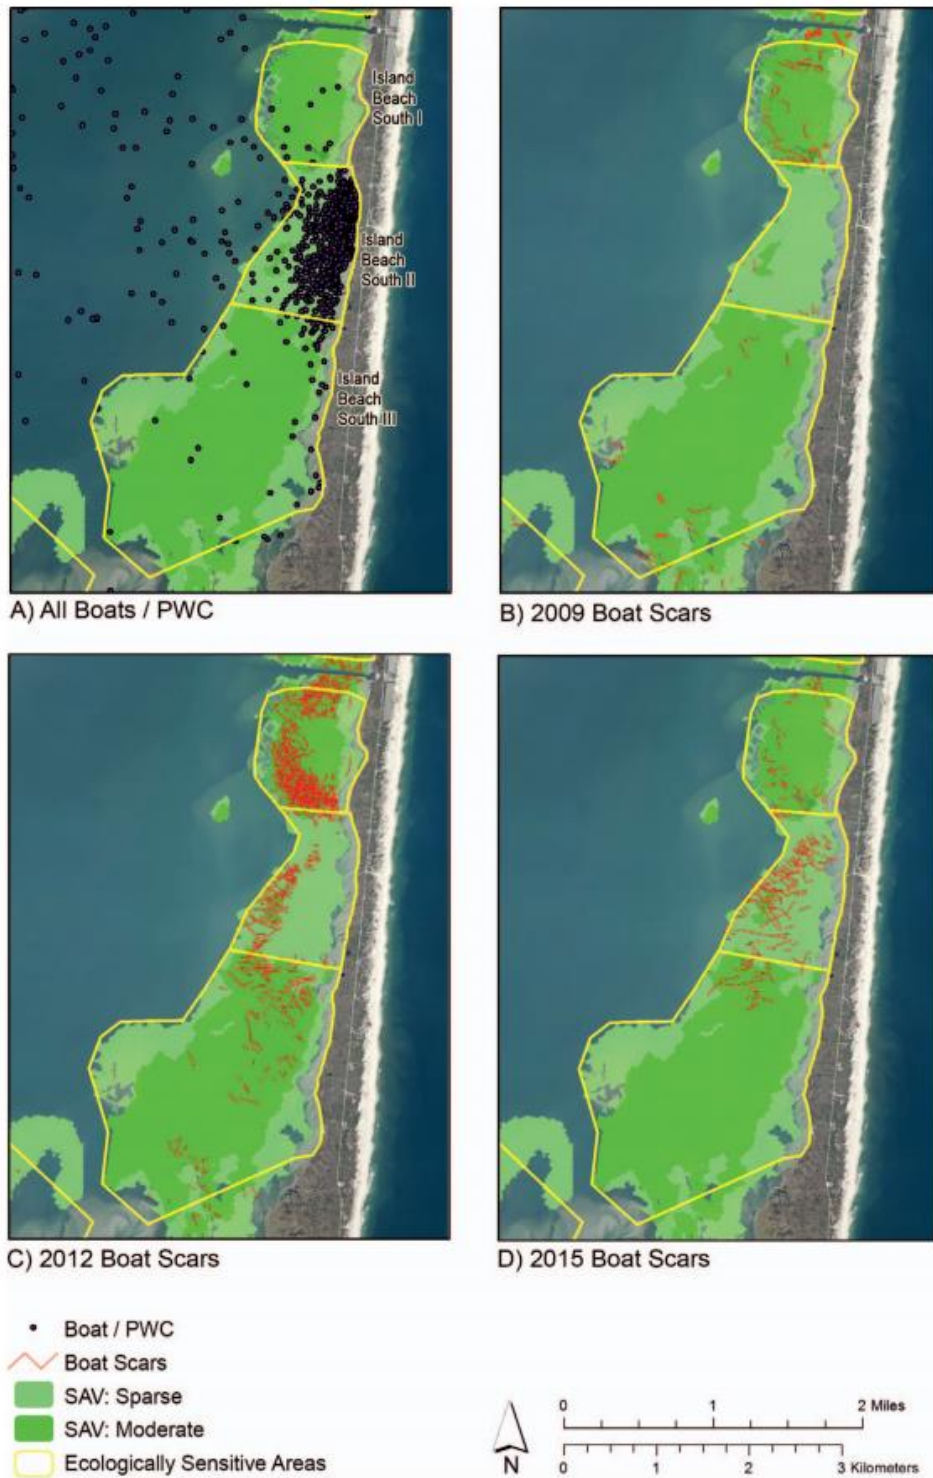 Island
Beach
South I
Island
Beach
South II
Island
Beach
South III
A) All Boats / PWC
B) 2009 Boat Scars
C) 2012 Boat Scars
D) 2015 Boat Scars
Boat / PWC
Boat Scars
SAV: Sparse
SAV: Moderate
Ecologically Sensitive Areas
N
0 1 2 Miles
0 1 2 3 Kilometers